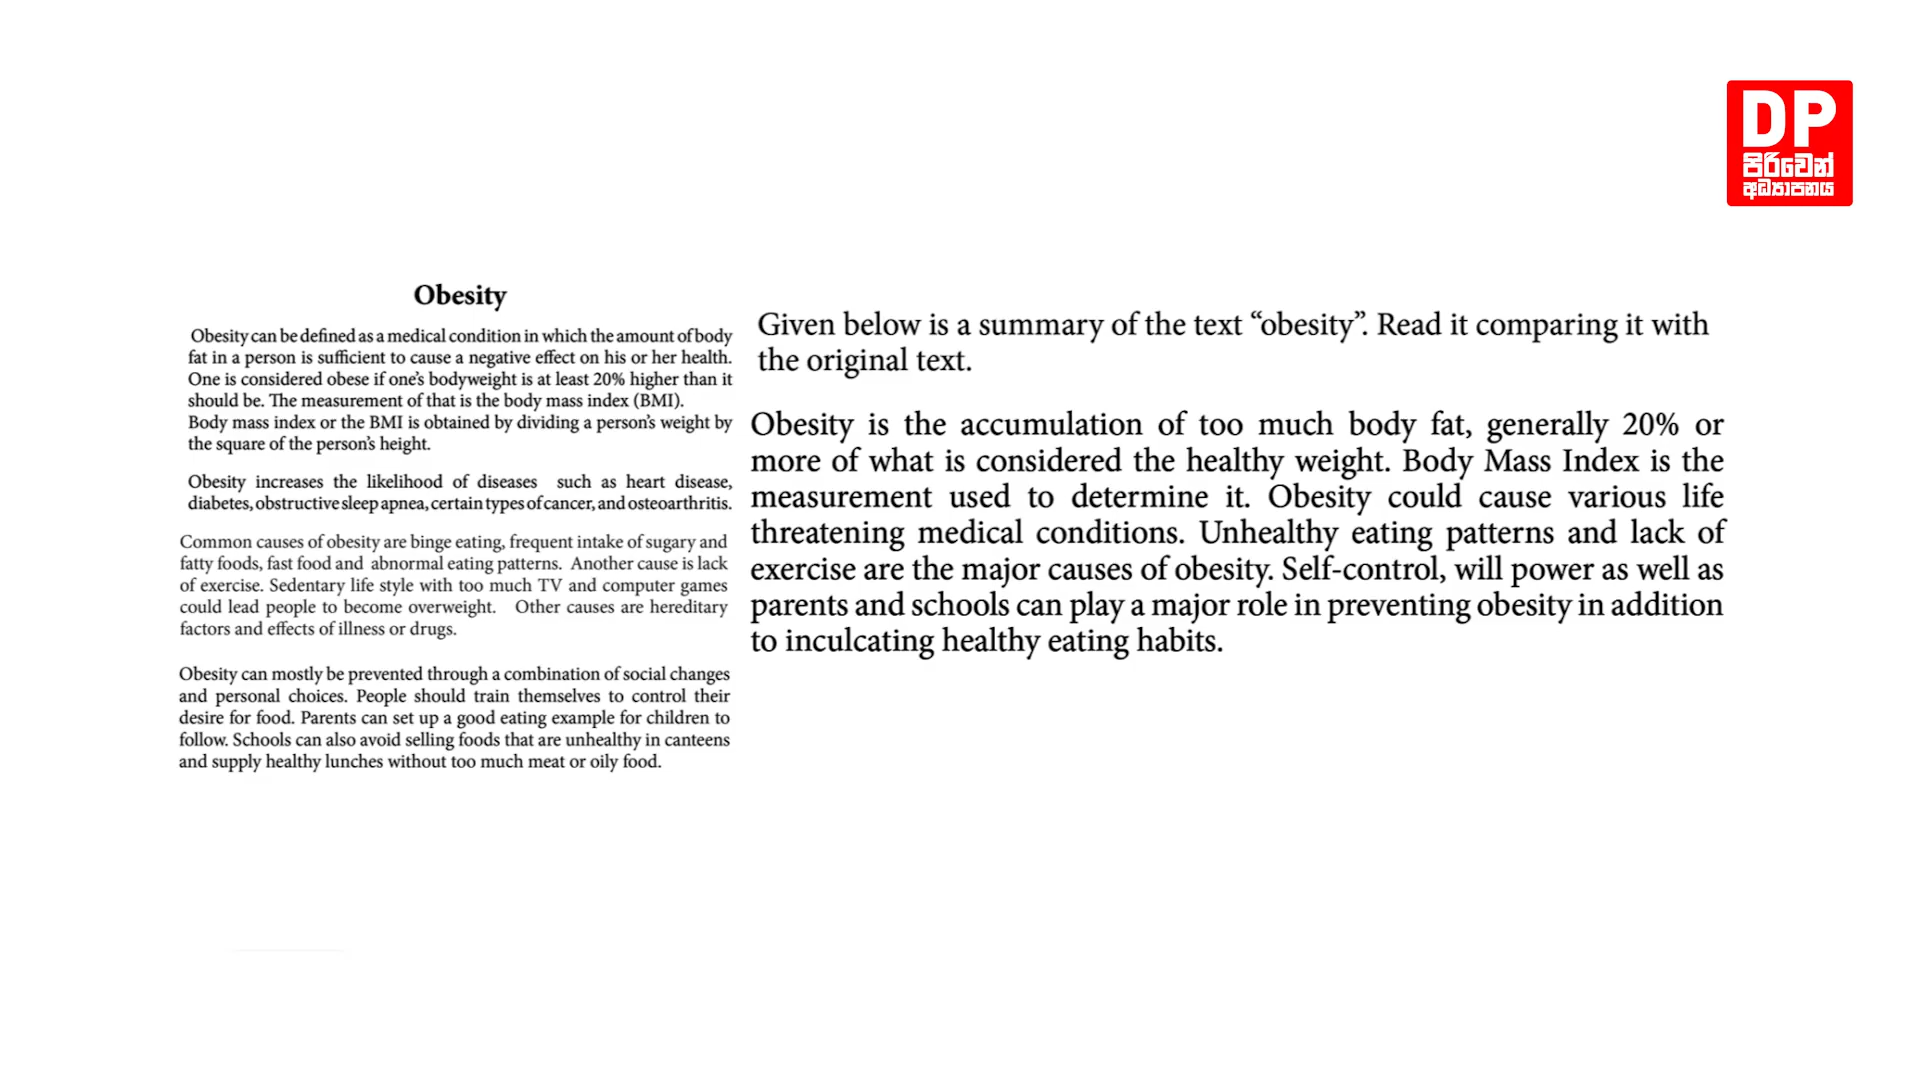 DP
පිරිවෙන්
අධ්‍යාපනය
Obesity
Obesity can be defined as a medical condition in which the amount of body
fat in a person is sufficient to cause a negative effect on his or her health.
One is considered obese if one's bodyweight is at least 20% higher than it
should be. The measurement of that is the body mass index (BMI).
Body mass index or the BMI is obtained by dividing a person's weight by
the square of the person's height.
Obesity increases the likelihood of diseases such as heart disease,
diabetes, obstructive sleep apnea, certain types of cancer, and osteoarthritis.
Common causes of obesity are binge eating, frequent intake of sugary and
fatty foods, fast food and abnormal eating patterns. Another cause is lack
of exercise. Sedentary life style with too much TV and computer games
could lead people to become overweight. Other causes are hereditary
factors and effects of illness or drugs.
Obesity can mostly be prevented through a combination of social changes
and personal choices. People should train themselves to control their
desire for food. Parents can set up a good eating example for children to
follow. Schools can also avoid selling foods that are unhealthy in canteens
and supply healthy lunches without too much meat or oily food.
Given below is a summary of the text “obesity”. Read it comparing it with
the original text.
Obesity is the accumulation of too much body fat, generally 20% or
more of what is considered the healthy weight. Body Mass Index is the
measurement used to determine it. Obesity could cause various life
threatening medical conditions. Unhealthy eating patterns and lack of
exercise are the major causes of obesity. Self-control, will power as well as
parents and schools can play a major role in preventing obesity in addition
to inculcating healthy eating habits.